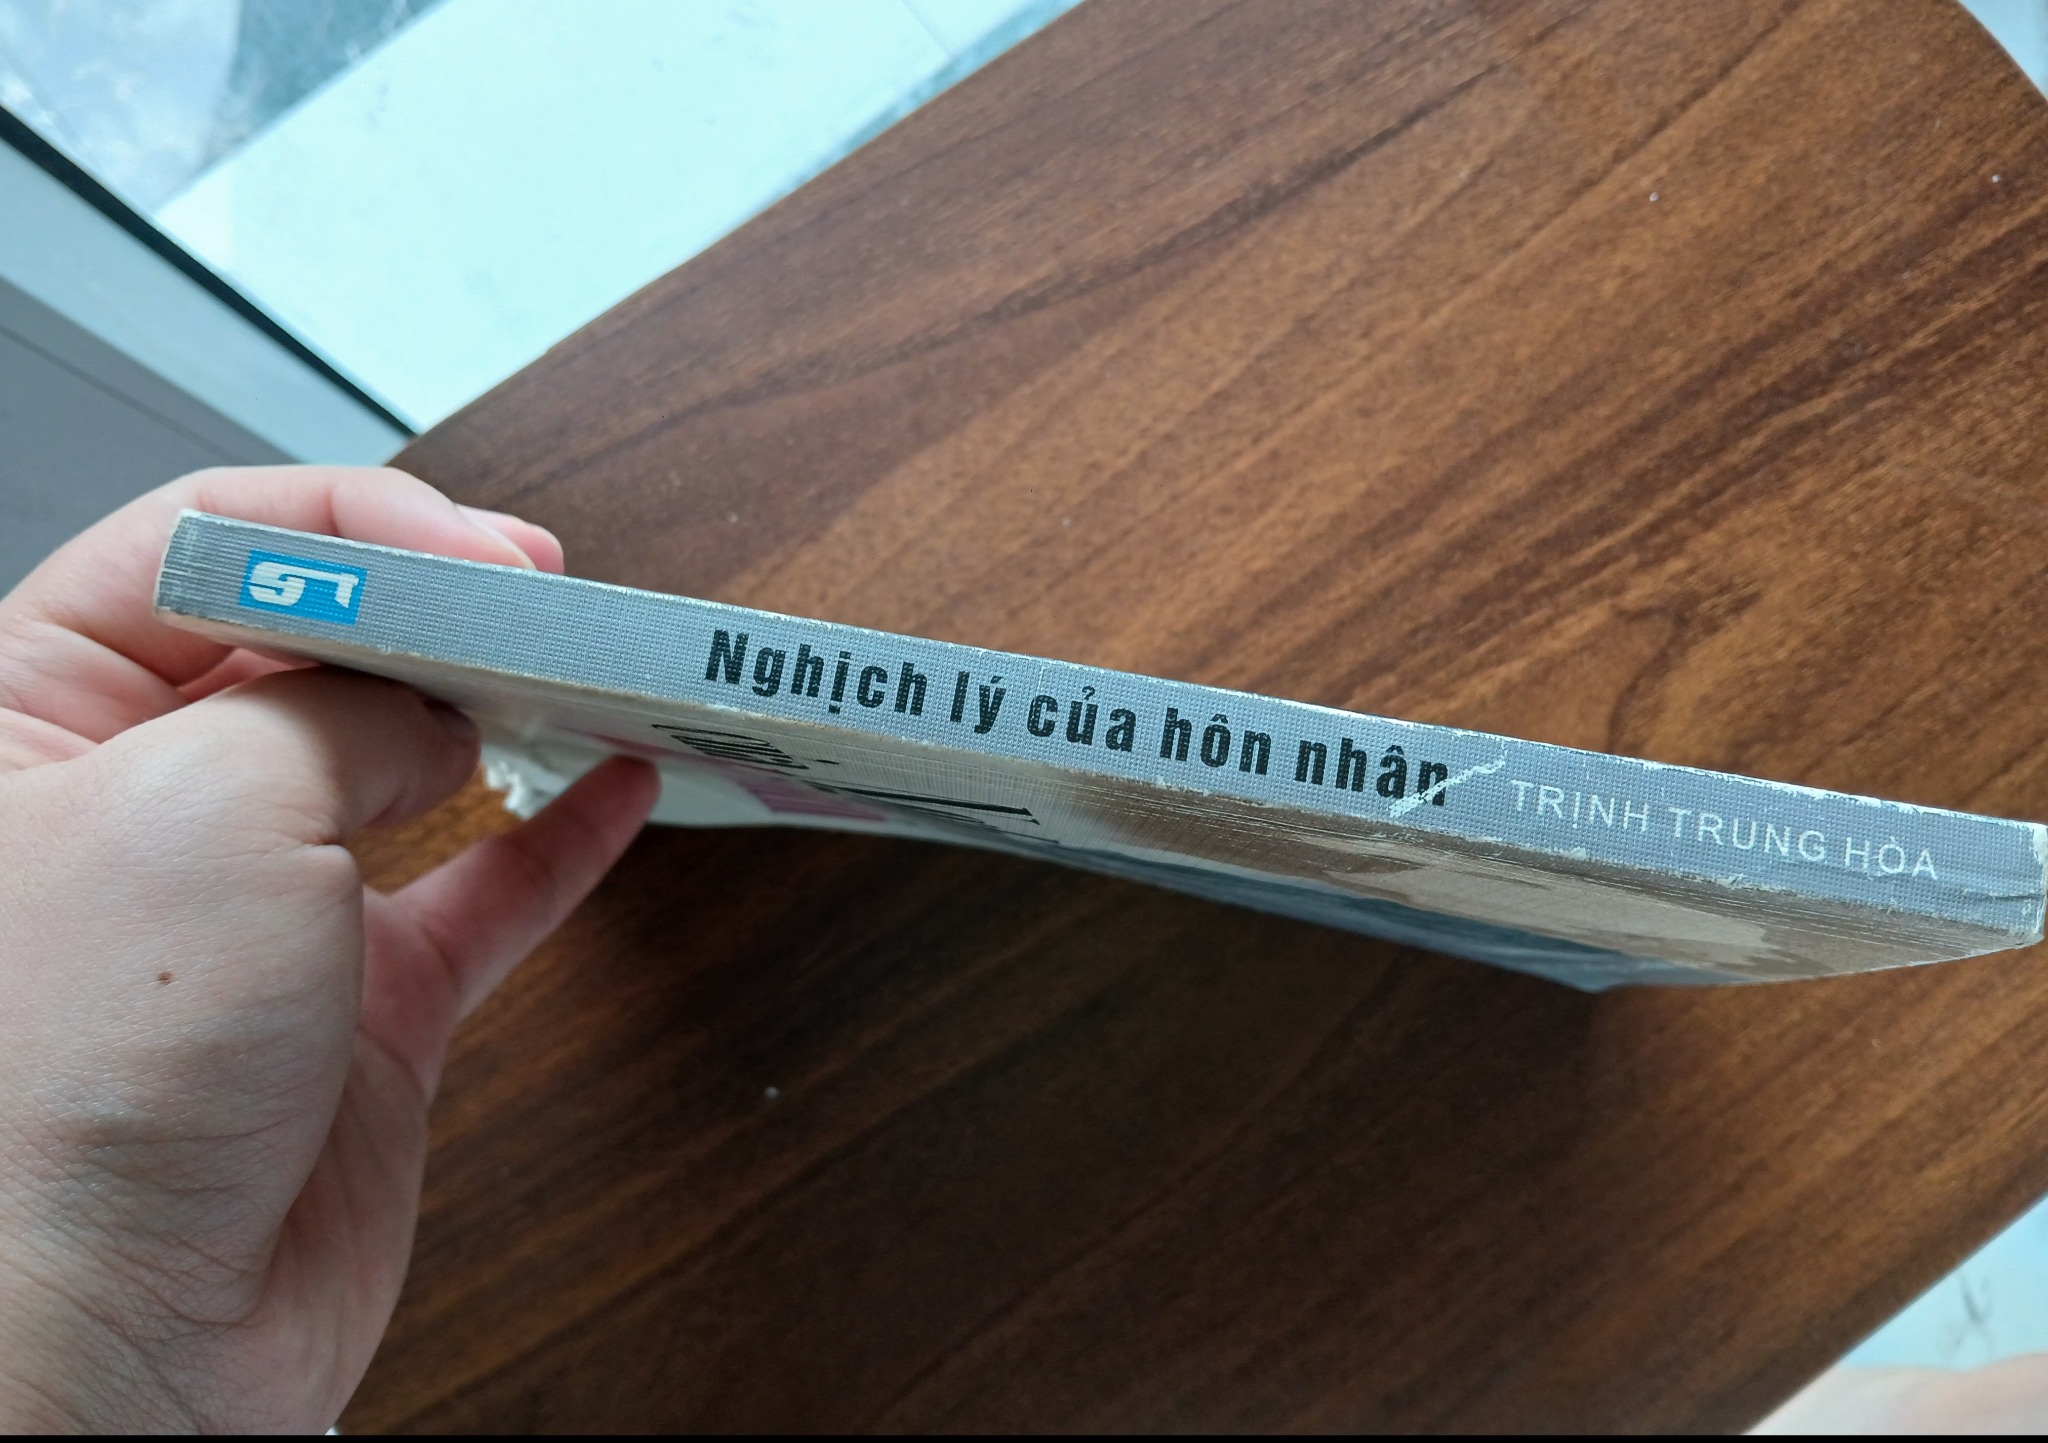 Nghịch lý của hôn nhân
TRỊNH TRUNG HÒA